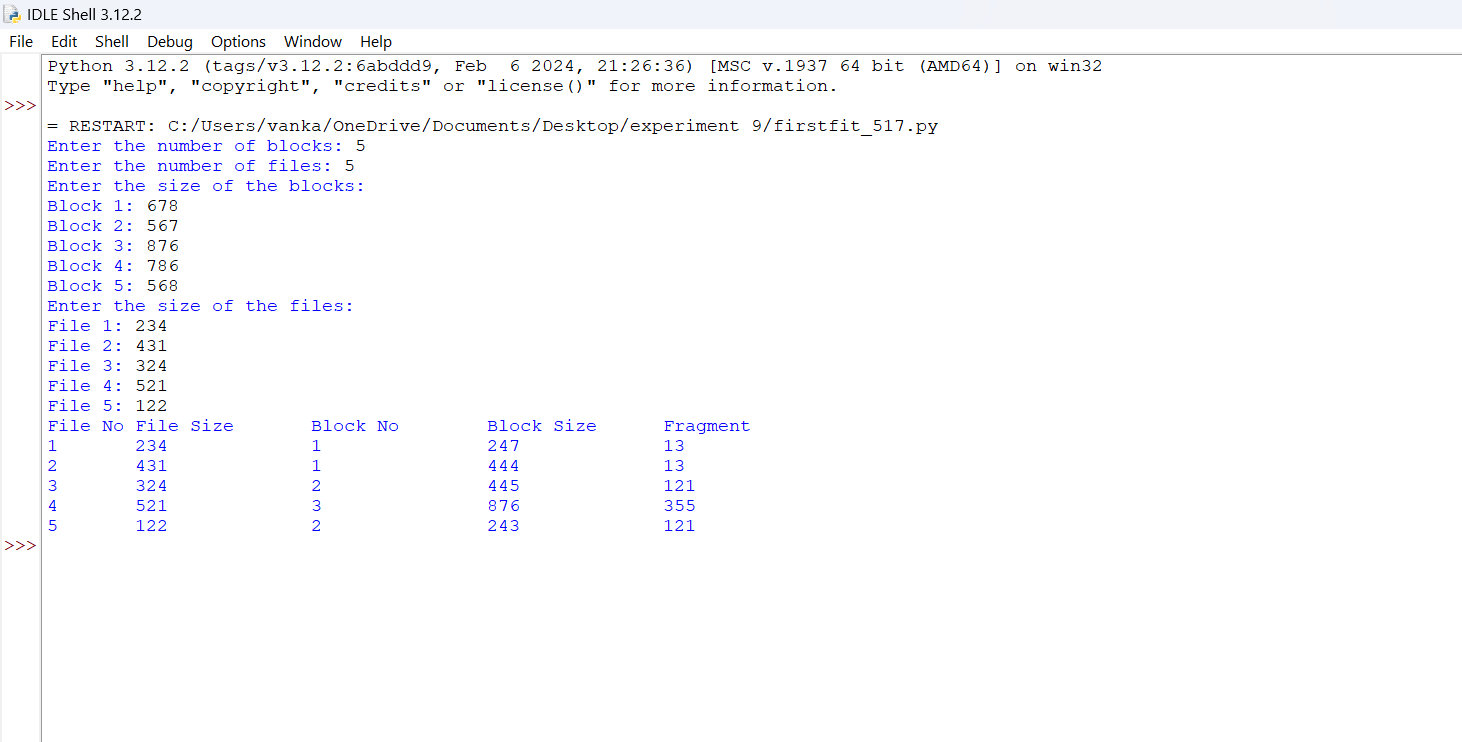 IDLE Shell 3.12.2
File Edit Shell Debug Options Window Help
Python 3.12.2 (tags/v3.12.2:6abddd9, Feb  6 2024, 21:26:36) [MSC v.1937 64 bit (AMD64)] on win32
Type "help", "copyright", "credits" or "license()" for more information.
>>>
= RESTART: C:/Users/vanka/OneDrive/Documents/Desktop/experiment 9/firstfit_517.py
Enter the number of blocks: 5
Enter the number of files: 5
Enter the size of the blocks:
Block 1: 678
Block 2: 567
Block 3: 876
Block 4: 786
Block 5: 568
Enter the size of the files:
File 1: 234
File 2: 431
File 3: 324
File 4: 521
File 5: 122
File No File Size Block No Block Size Fragment
1 234 1 247 13
2 431 1 444 13
3 324 2 445 121
4 521 3 876 355
5 122 2 243 121
>>>